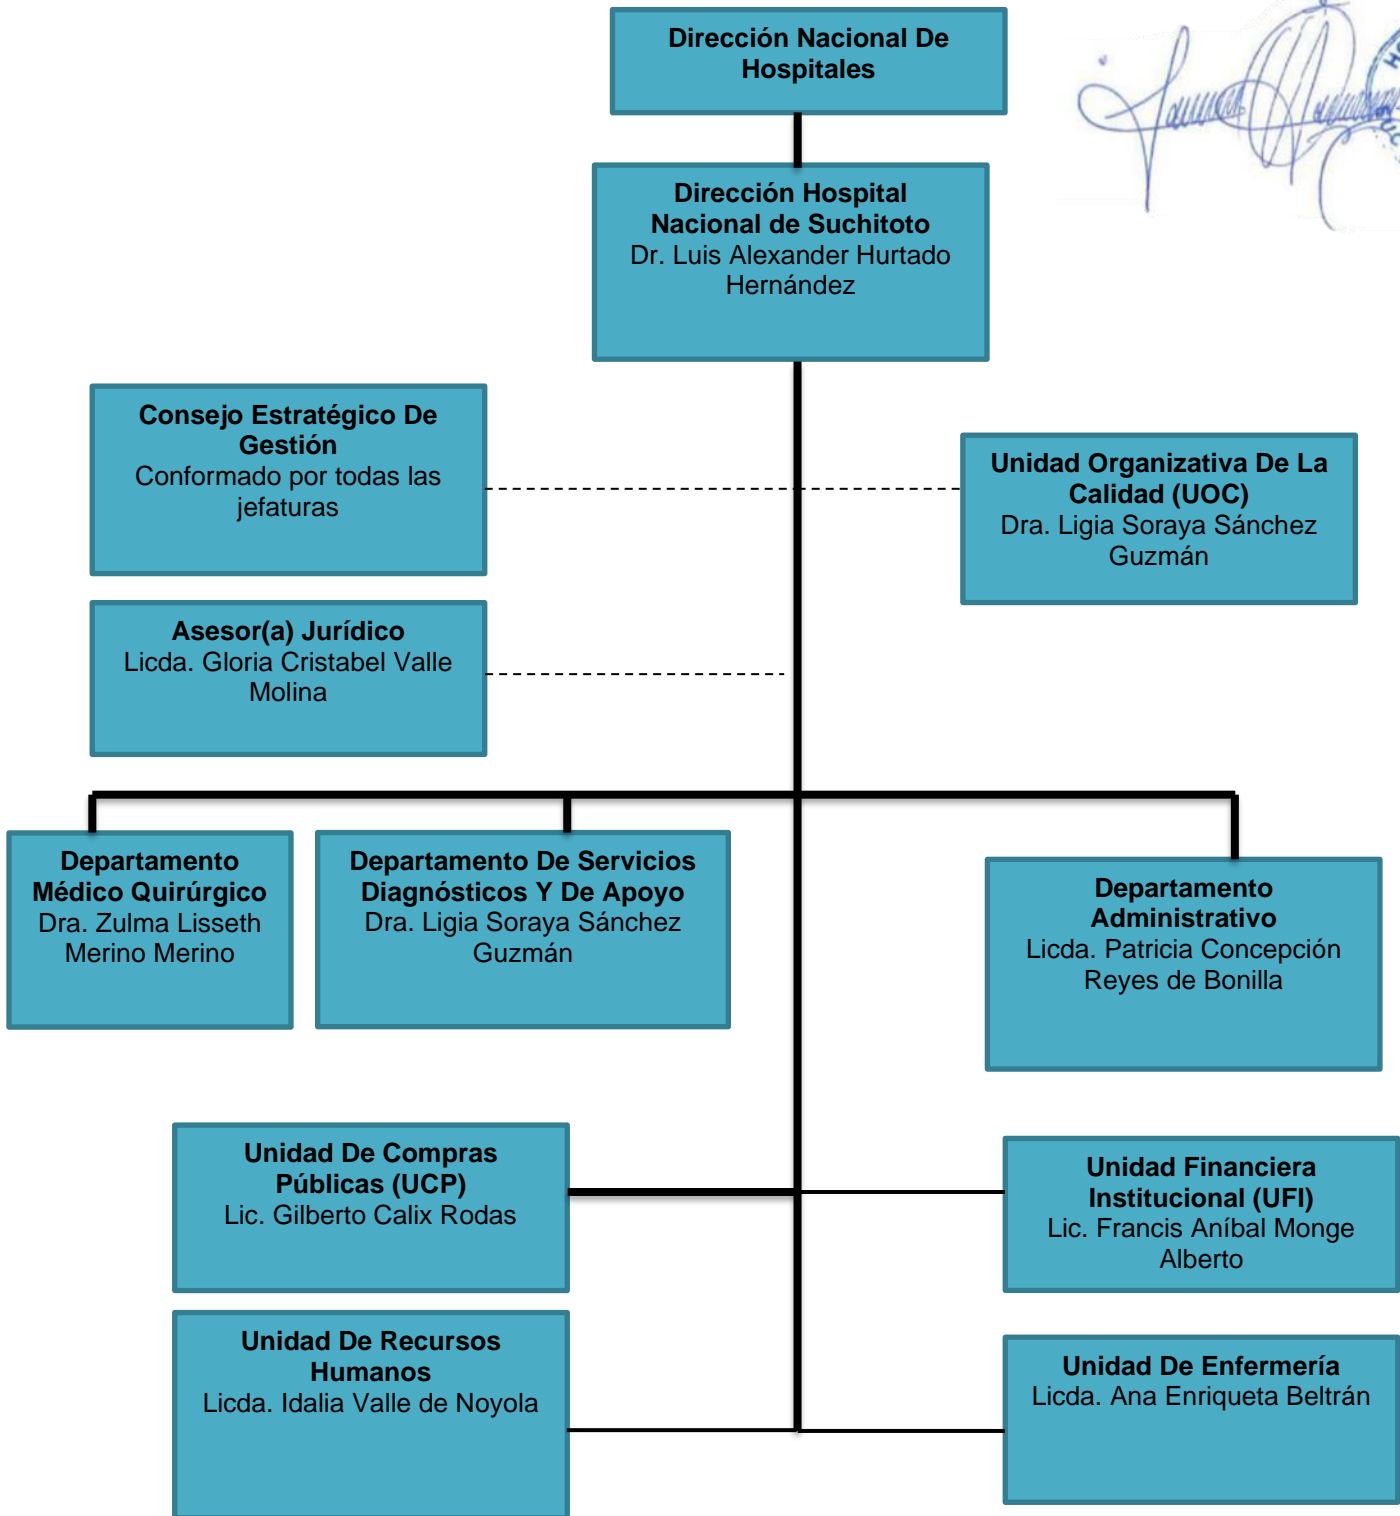 Dirección Nacional De
Hospitales
Dirección Hospital
Nacional de Suchitoto
Dr. Luis Alexander Hurtado
Hernández
Consejo Estratégico De
Gestión
Conformado por todas las
jefaturas
Unidad Organizativa De La
Calidad (UOC)
Dra. Ligia Soraya Sánchez
Guzmán
Asesor(a) Jurídico
Licda. Gloria Cristabel Valle
Molina
Departamento
Médico Quirúrgico
Dra. Zulma Lisseth
Merino Merino
Departamento De Servicios
Diagnósticos Y De Apoyo
Dra. Ligia Soraya Sánchez
Guzmán
Departamento
Administrativo
Licda. Patricia Concepción
Reyes de Bonilla
Unidad De Compras
Públicas (UCP)
Lic. Gilberto Calix Rodas
Unidad Financiera
Institucional (UFI)
Lic. Francis Aníbal Monge
Alberto
Unidad De Recursos
Humanos
Licda. Idalia Valle de Noyola
Unidad De Enfermería
Licda. Ana Enriqueta Beltrán